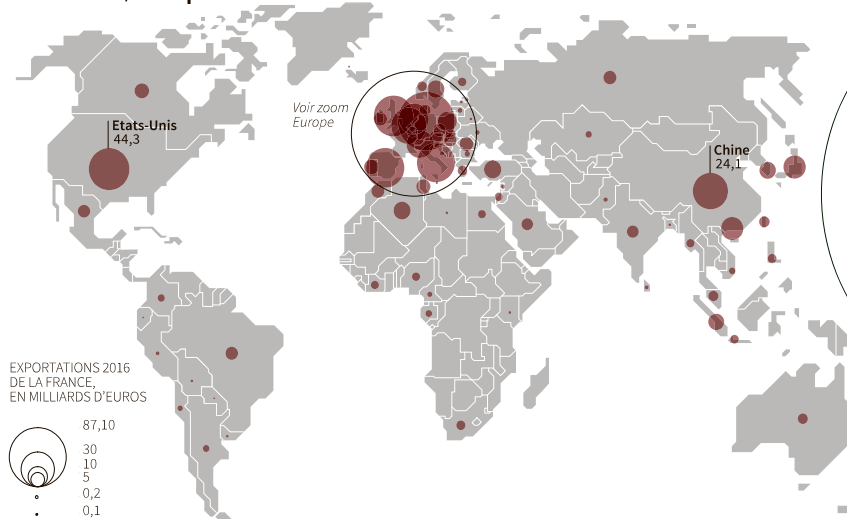 Etats-Unis
44,3
Voir zoom
Europe
Chine
24,1
EXPORTATIONS 2016
DE LA FRANCE,
EN MILLIARDS D'EUROS
87,10
30
10
5
0,2
0,1